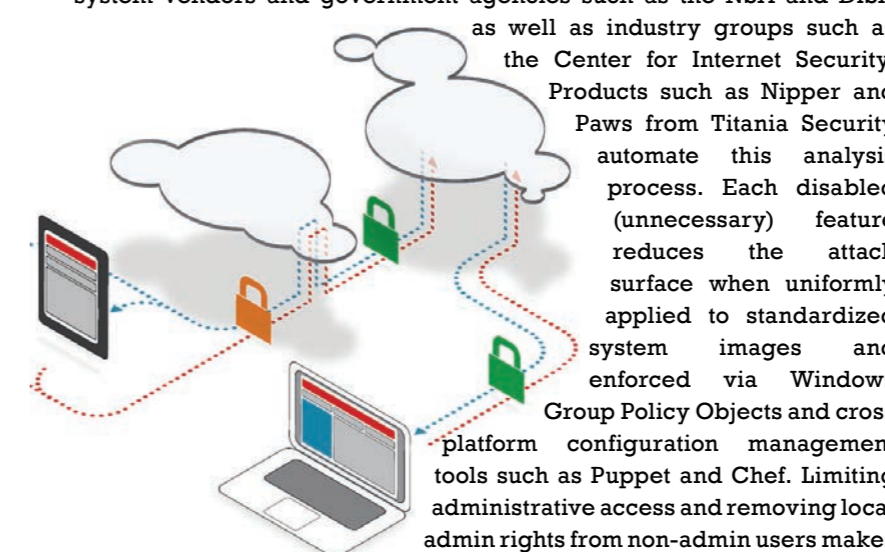 as well as industry groups such a
the Center for Internet Security
Products such as Nipper and
Paws from Titania Security
automate this analysi
process. Each disabled
(unnecessary) feature
reduces the attac
surface when uniformly
applied to standardized
system images and
enforced via Window
Group Policy Objects and cros
platform configuration managemen
tools such as Puppet and Chef. Limiting
administrative access and removing loca
admin rights from non-admin users make